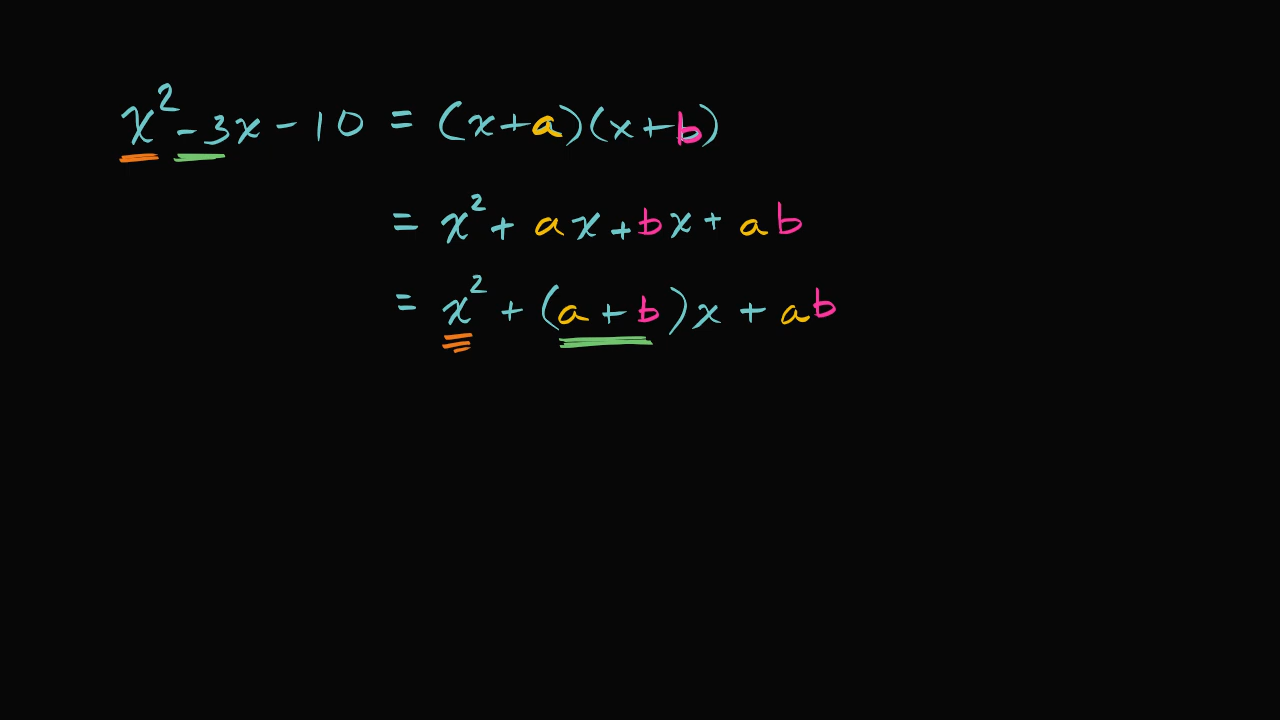 x² - 3x - 10 = (x + a)(x + b)
= x² + ax + bx + ab
= x² + (a + b)x + ab